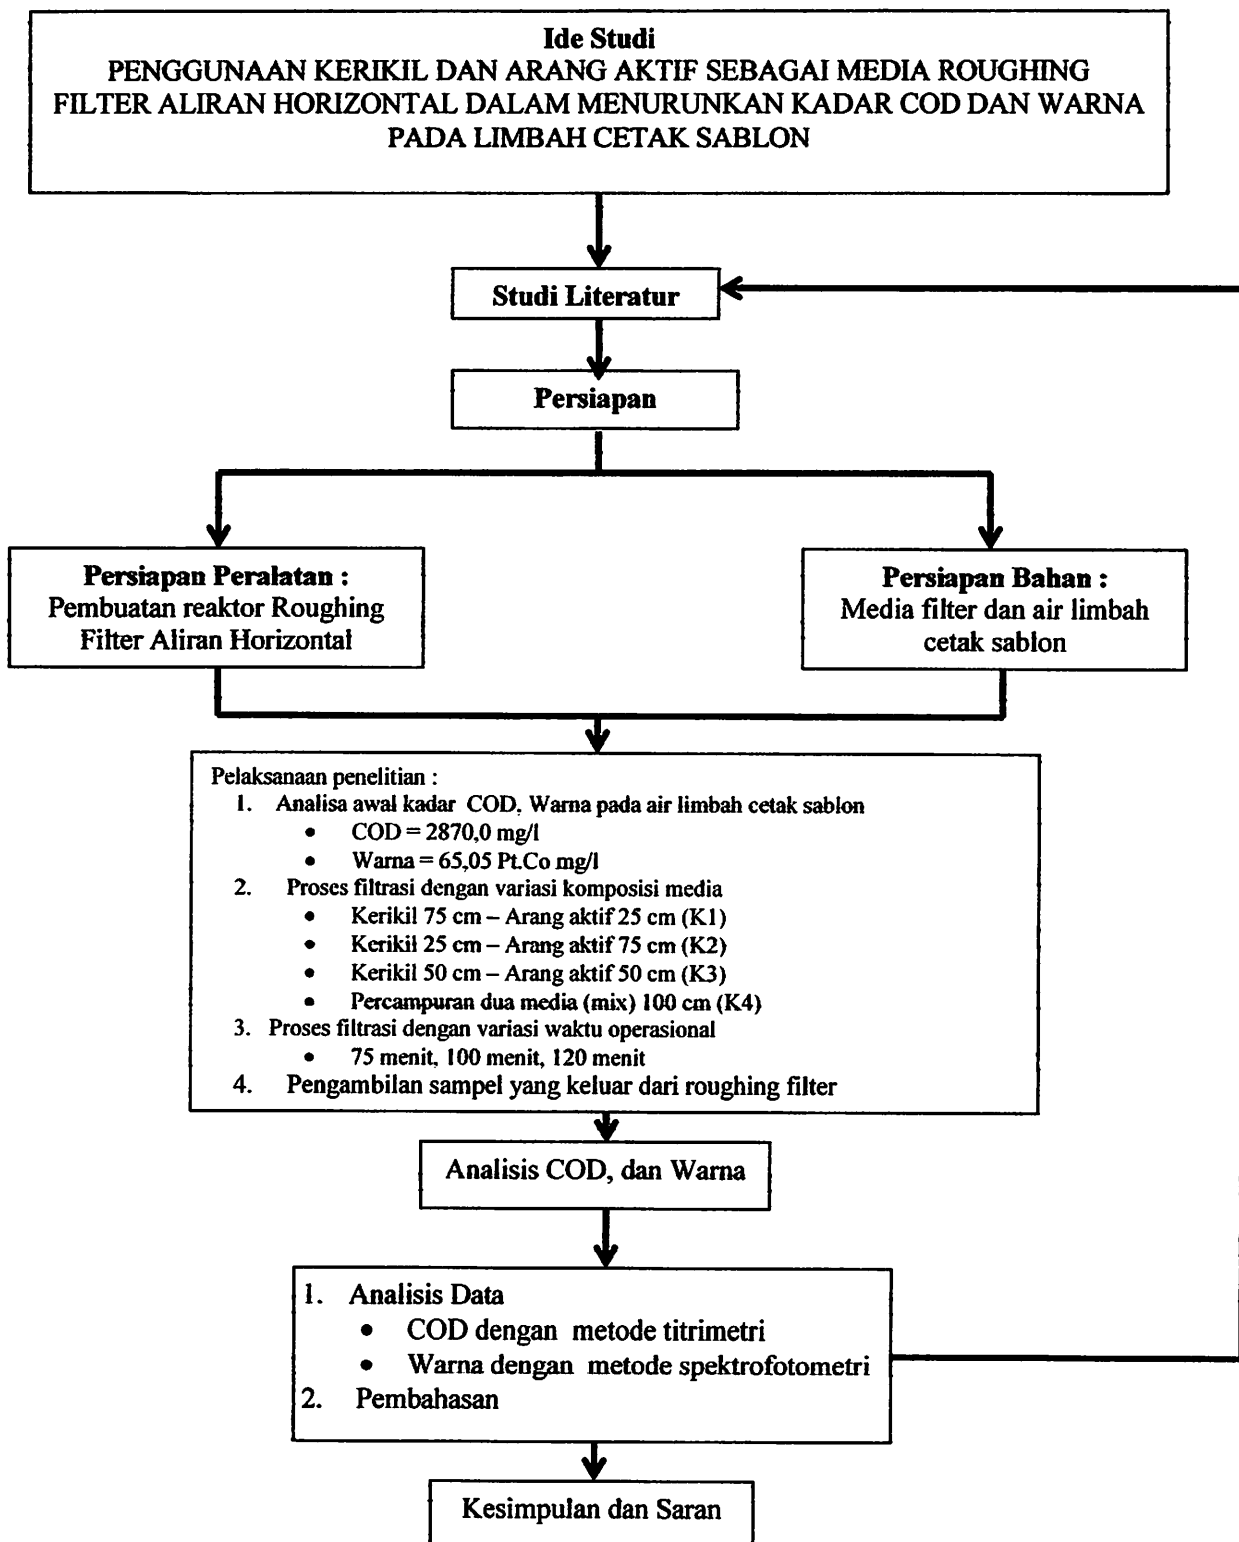 Ide Studi
PENGGUNAAN KERIKIL DAN ARANG AKTIF SEBAGAI MEDIA ROUGHING
FILTER ALIRAN HORIZONTAL DALAM MENURUNKAN KADAR COD DAN WARNA
PADA LIMBAH CETAK SABLON
Studi Literatur
Persiapan
Persiapan Peralatan :
Pembuatan reaktor Roughing
Filter Aliran Horizontal
Persiapan Bahan :
Media filter dan air limbah
cetak sablon
Pelaksanaan penelitian :
1. Analisa awal kadar COD, Warna pada air limbah cetak sablon
• COD = 2870,0 mg/l
• Warna = 65,05 Pt.Co mg/l
2. Proses filtrasi dengan variasi komposisi media
• Kerikil 75 cm – Arang aktif 25 cm (K1)
• Kerikil 25 cm – Arang aktif 75 cm (K2)
• Kerikil 50 cm – Arang aktif 50 cm (K3)
• Percampuran dua media (mix) 100 cm (K4)
3. Proses filtrasi dengan variasi waktu operasional
• 75 menit, 100 menit, 120 menit
4. Pengambilan sampel yang keluar dari roughing filter
Analisis COD, dan Warna
1. Analisis Data
• COD dengan metode titrimetri
• Warna dengan metode spektrofotometri
2. Pembahasan
Kesimpulan dan Saran